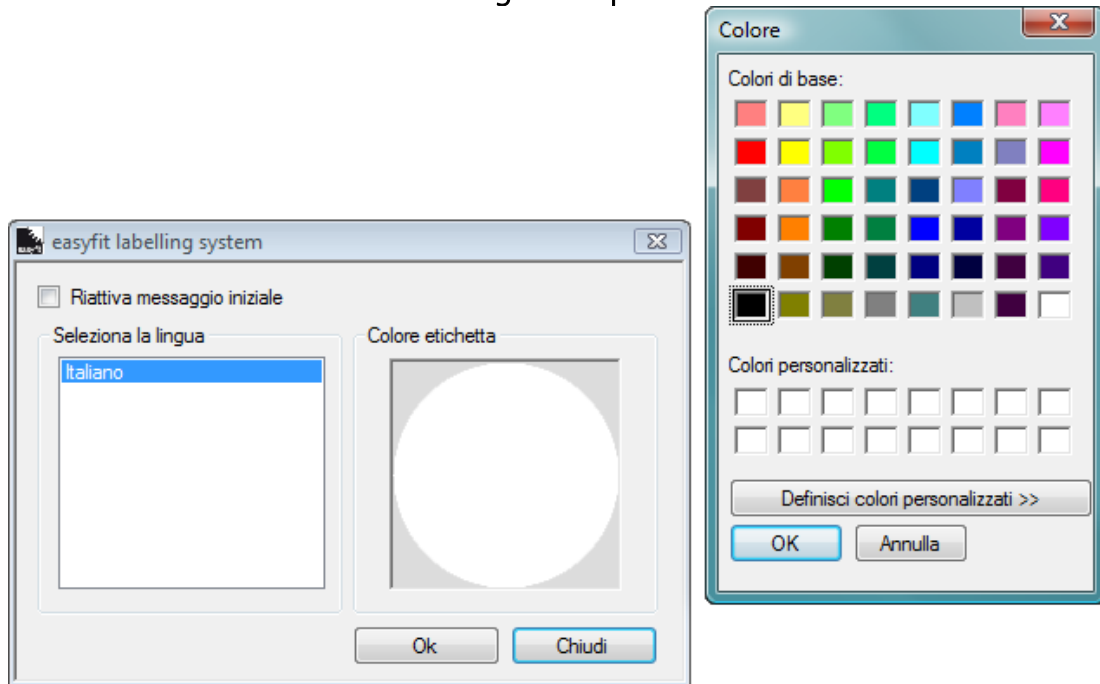 Colore
Colori di base:
easyfit labelling system
Riattiva messaggio iniziale
Seleziona la lingua
Colore etichetta
Italiano
Colori personalizzati:
Definisci colori personalizzati >>
OK
Annulla
Ok
Chiudi